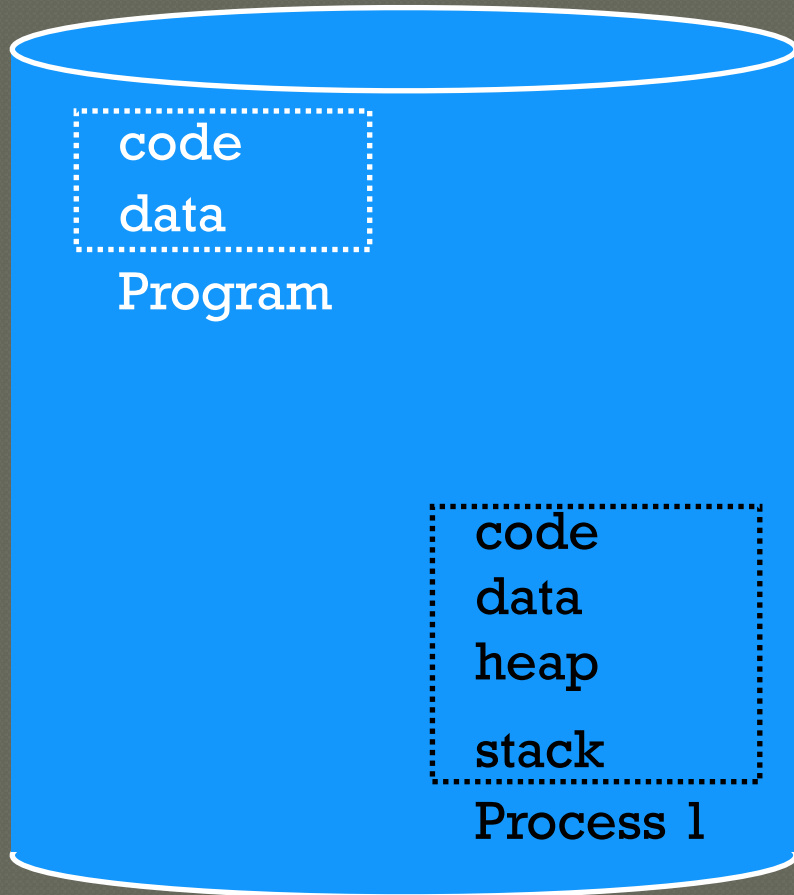 code
data
Program
code
data
heap
stack
Process 1